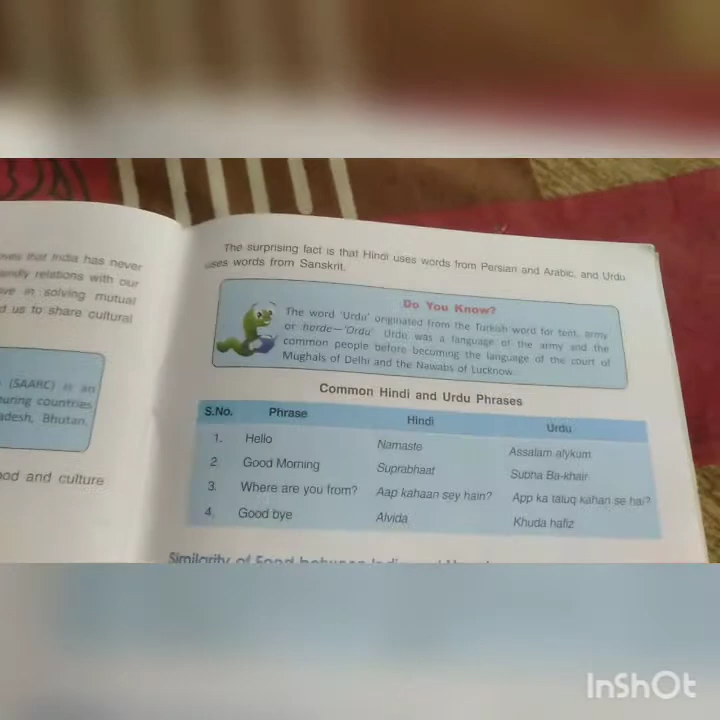 oves that India has never
endly relations with our
ve in solving mutual
d us to share cultural
(SAARC) is an
ouring countries
adesh, Bhutan,
ood and culture
The surprising fact is that Hindi uses words from Persian and Arabic, and Urdu
uses words from Sanskrit.
Do You Know?
The word 'Urdu' originated from the Turkish word for tent, army
or horde—'Ordu'. Urdu was a language of the army and the
common people before becoming the language of the court of
Mughals of Delhi and the Nawabs of Lucknow.
Common Hindi and Urdu Phrases
S.No. Phrase Hindi Urdu
1. Hello Namaste Assalam alykum
2. Good Morning Suprabhaat Subha Ba-khair
3. Where are you from? Aap kahaan sey hain? App ka taluq kahan se hai?
4. Good bye Alvida Khuda hafiz
Similarity of Food between
InShOt